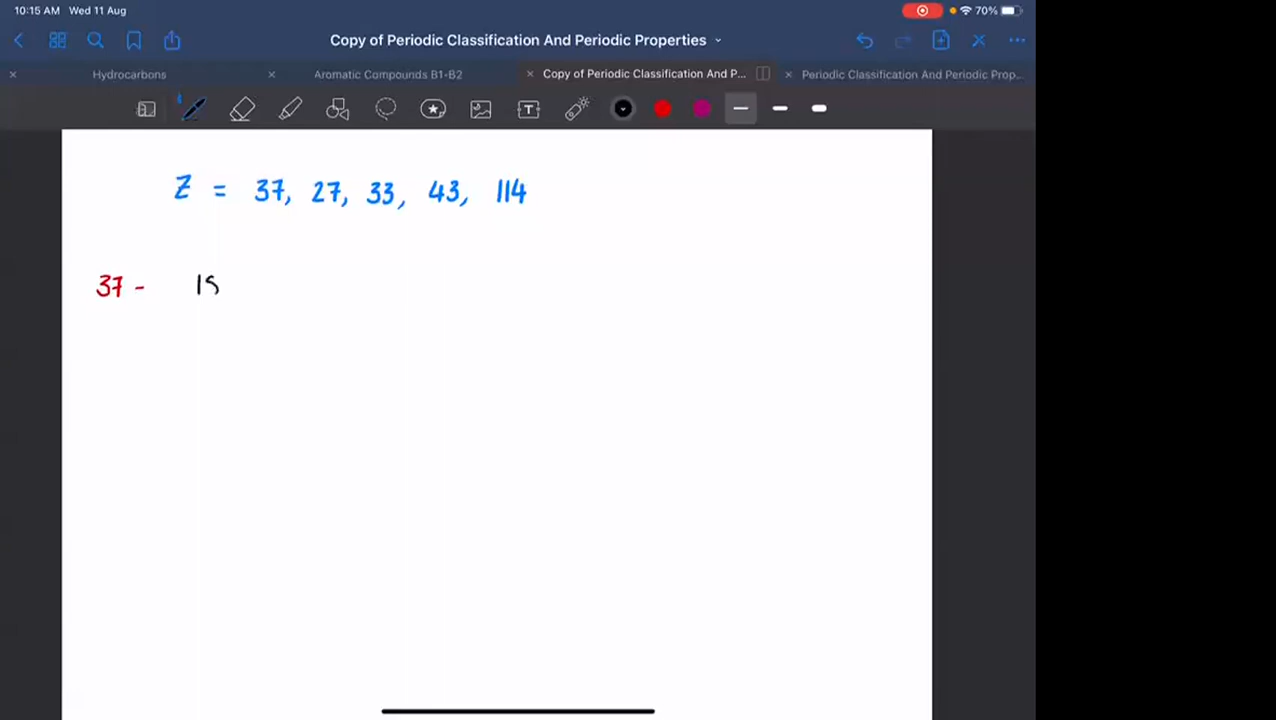 10:15 AM Wed 11 Aug 70%
Copy of Periodic Classification And Periodic Properties
Hydrocarbons Aromatic Compounds B1-B2 Copy of Periodic Classification And P... Periodic Classification And Periodic Prop...
T
Z = 37, 27, 33, 43, 114
37 - 1S